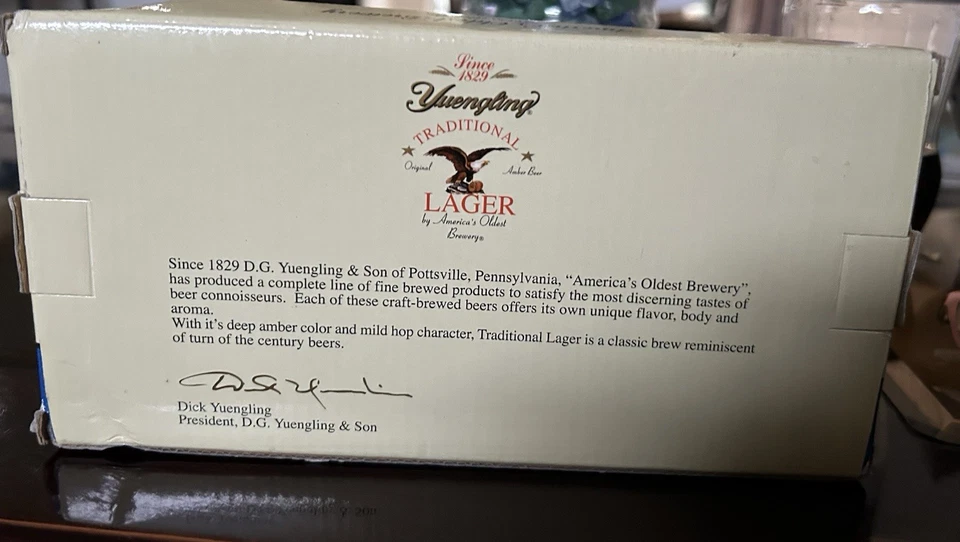 Since
1829
Yuengling
TRADITIONAL
Original
Amber Beer
LAGER
by America's Oldest
Brewery®
Since 1829 D.G. Yuengling & Son of Pottsville, Pennsylvania, “America's Oldest Brewery”,
has produced a complete line of fine brewed products to satisfy the most discerning tastes of
beer connoisseurs. Each of these craft-brewed beers offers its own unique flavor, body and
aroma.
With it's deep amber color and mild hop character, Traditional Lager is a classic brew reminiscent
of turn of the century beers.
Dick Yuengling
Dick Yuengling
President, D.G. Yuengling & Son